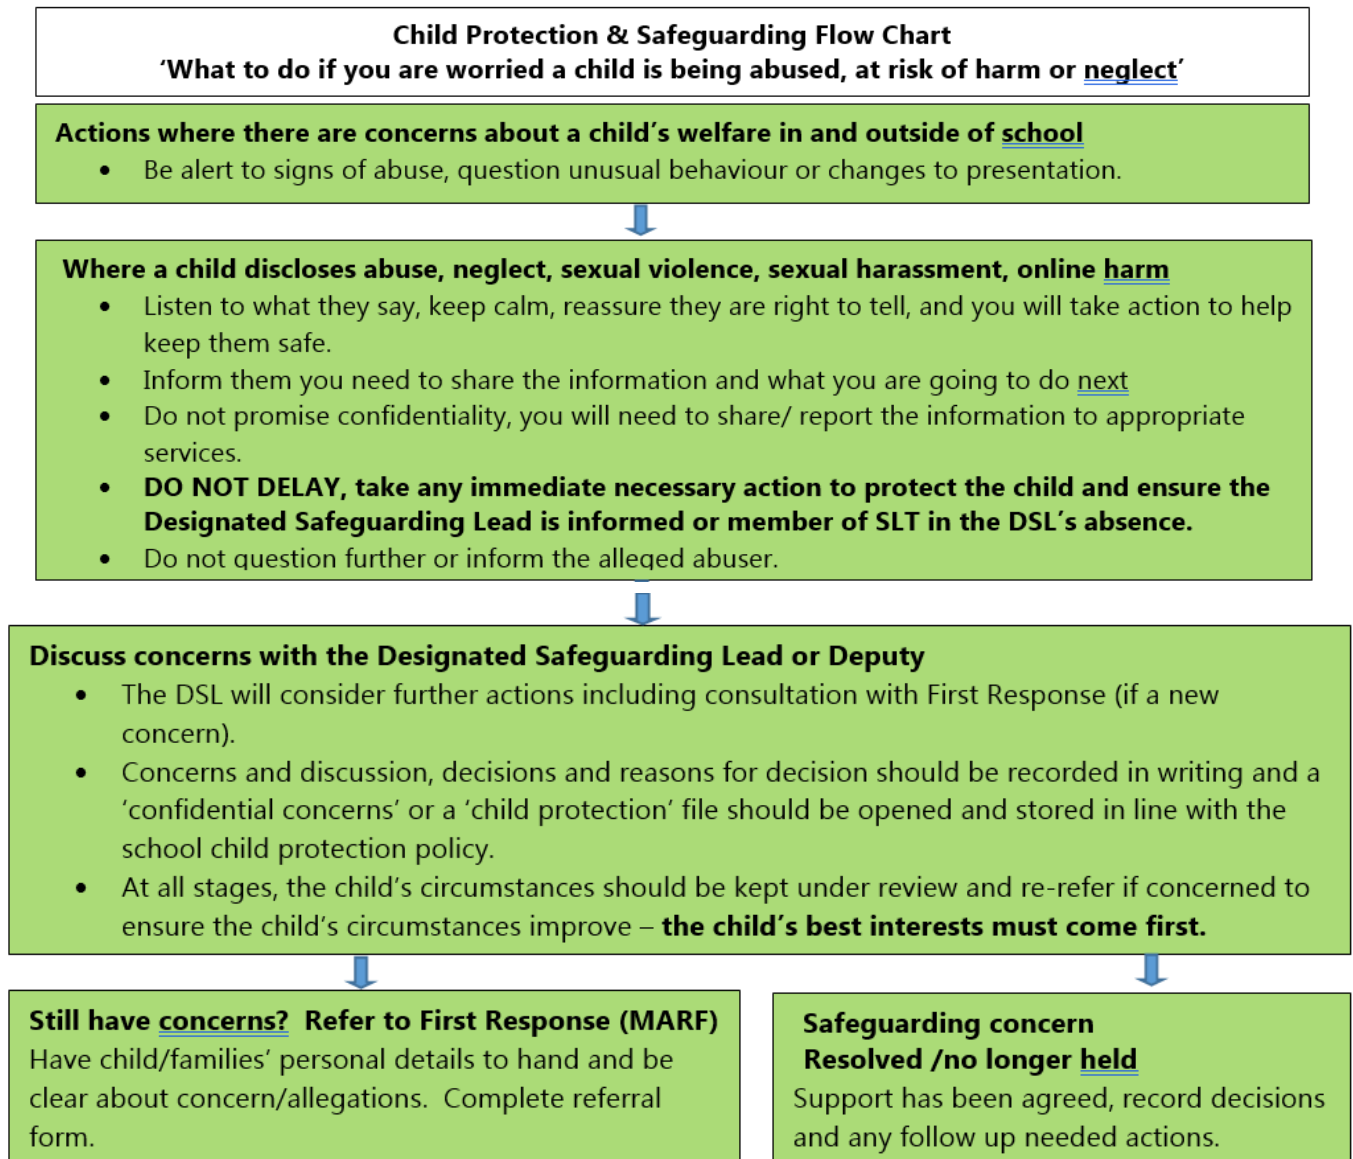 Child Protection & Safeguarding Flow Chart
‘What to do if you are worried a child is being abused, at risk of harm or neglect’
Actions where there are concerns about a child’s welfare in and outside of school
• Be alert to signs of abuse, question unusual behaviour or changes to presentation.
Where a child discloses abuse, neglect, sexual violence, sexual harassment, online harm
• Listen to what they say, keep calm, reassure they are right to tell, and you will take action to help
keep them safe.
• Inform them you need to share the information and what you are going to do next
• Do not promise confidentiality, you will need to share/ report the information to appropriate
services.
• DO NOT DELAY, take any immediate necessary action to protect the child and ensure the
Designated Safeguarding Lead is informed or member of SLT in the DSL’s absence.
• Do not question further or inform the alleged abuser.
Discuss concerns with the Designated Safeguarding Lead or Deputy
• The DSL will consider further actions including consultation with First Response (if a new
concern).
• Concerns and discussion, decisions and reasons for decision should be recorded in writing and a
‘confidential concerns’ or a ‘child protection’ file should be opened and stored in line with the
school child protection policy.
• At all stages, the child’s circumstances should be kept under review and re-refer if concerned to
ensure the child’s circumstances improve – the child’s best interests must come first.
Still have concerns?  Refer to First Response (MARF)
Have child/families’ personal details to hand and be
clear about concern/allegations.  Complete referral
form.
Safeguarding concern
Resolved /no longer held
Support has been agreed, record decisions
and any follow up needed actions.